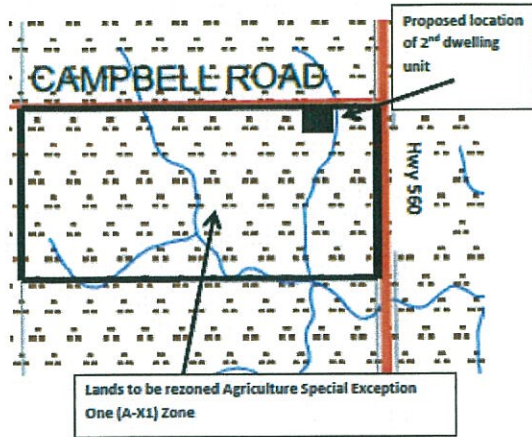 Proposed location
of 2nd dwelling
unit
CAMPBELL ROAD
Hwy 560
Lands to be rezoned Agriculture Special Exception
One (A-X1) Zone